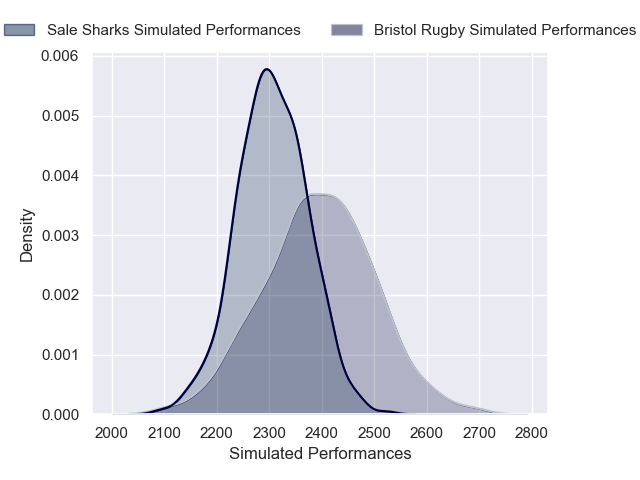 Sale Sharks Simulated Performances Bristol Rugby Simulated Performances
0.006
0.005
0.004
0.003
0.002
0.001
0.000
Density
2000 2100 2200 2300 2400 2500 2600 2700 2800
Simulated Performances